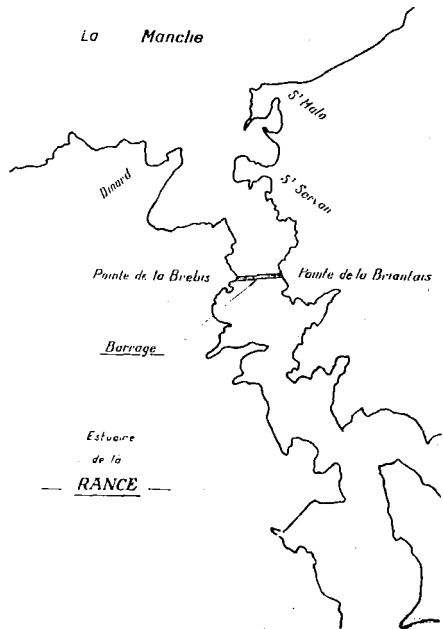 La Manche
St Malo
Dinard
St Servan
Pointe de la Brebis
Pointe de la Briantais
Barrage
Estuaire
de la
RANCE